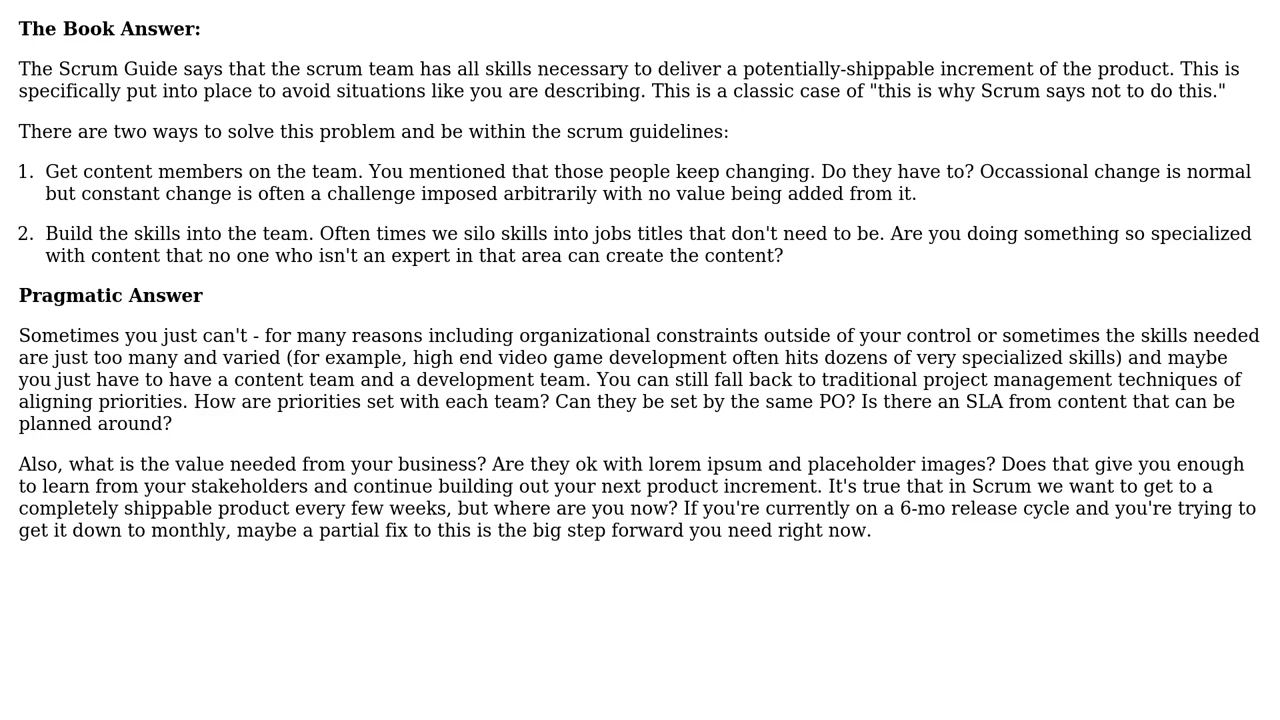 The Book Answer:
The Scrum Guide says that the scrum team has all skills necessary to deliver a potentially-shippable increment of the product. This is
specifically put into place to avoid situations like you are describing. This is a classic case of "this is why Scrum says not to do this."
There are two ways to solve this problem and be within the scrum guidelines:
1. Get content members on the team. You mentioned that those people keep changing. Do they have to? Occassional change is normal
but constant change is often a challenge imposed arbitrarily with no value being added from it.
2. Build the skills into the team. Often times we silo skills into jobs titles that don't need to be. Are you doing something so specialized
with content that no one who isn't an expert in that area can create the content?
Pragmatic Answer
Sometimes you just can't - for many reasons including organizational constraints outside of your control or sometimes the skills needed
are just too many and varied (for example, high end video game development often hits dozens of very specialized skills) and maybe
you just have to have a content team and a development team. You can still fall back to traditional project management techniques of
aligning priorities. How are priorities set with each team? Can they be set by the same PO? Is there an SLA from content that can be
planned around?
Also, what is the value needed from your business? Are they ok with lorem ipsum and placeholder images? Does that give you enough
to learn from your stakeholders and continue building out your next product increment. It's true that in Scrum we want to get to a
completely shippable product every few weeks, but where are you now? If you're currently on a 6-mo release cycle and you're trying to
get it down to monthly, maybe a partial fix to this is the big step forward you need right now.